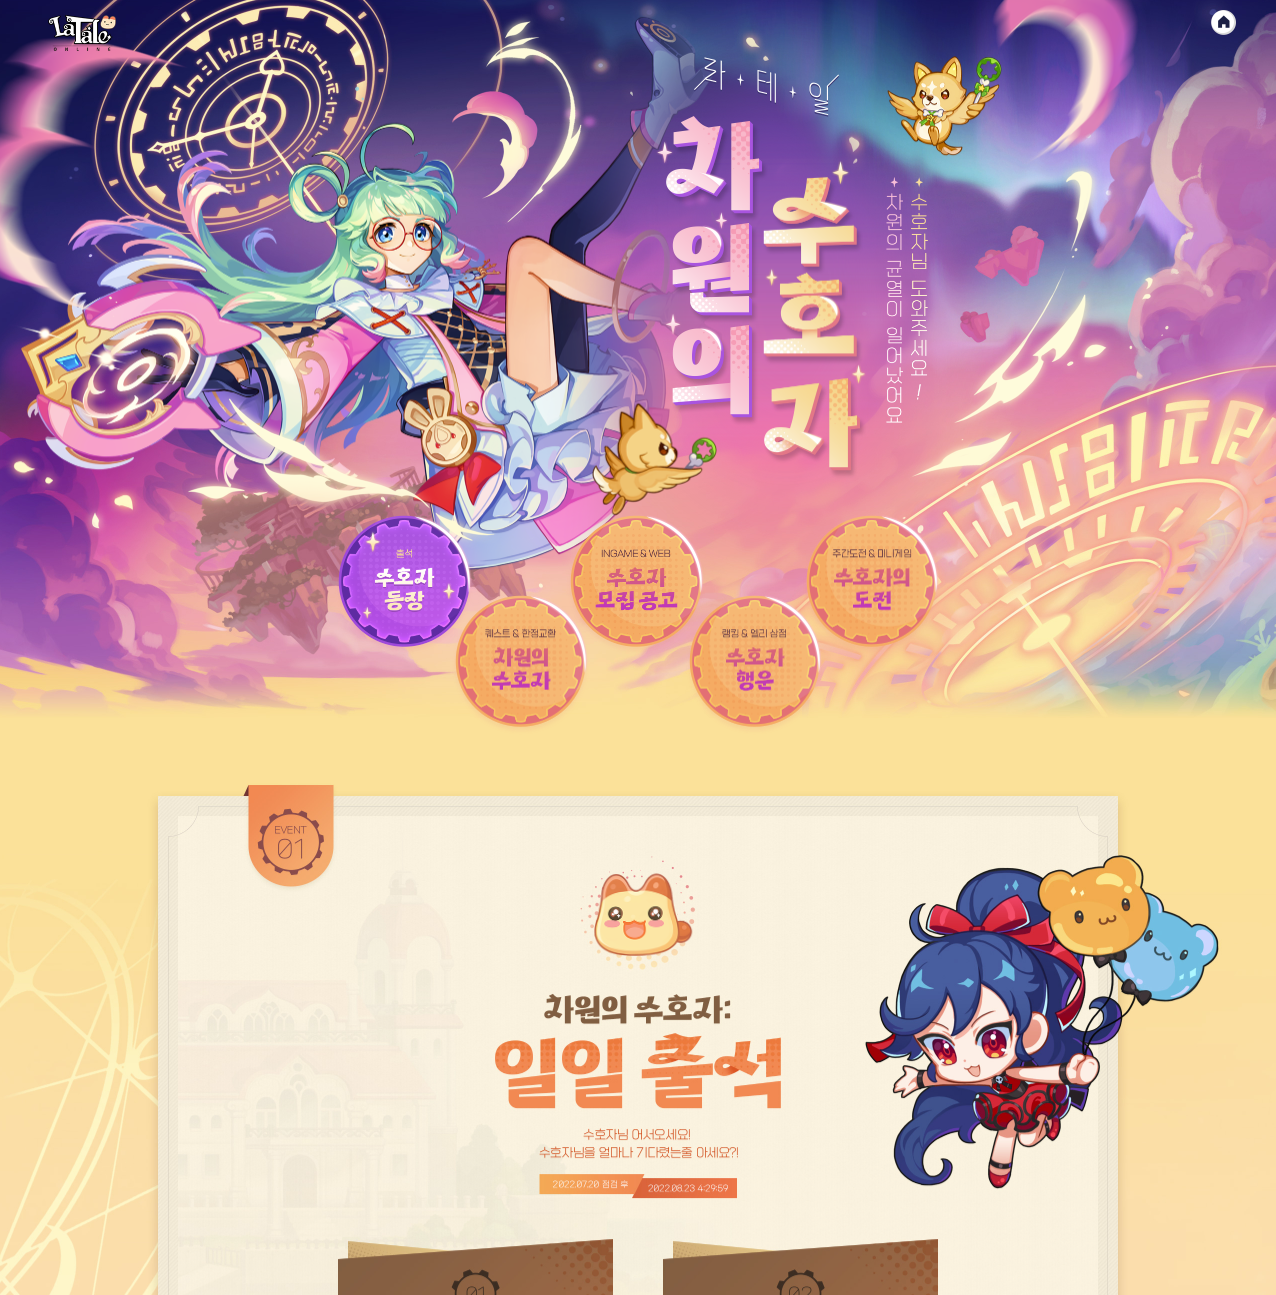 LaTale
ONLINE
라테일
차원의
수호자
수호자님 도와주세요!
차원의 균열이 일어났어요
출석
수호자
등장
퀘스트 & 한정교환
차원의
수호자
INGAME & WEB
수호자
모집 공고
랭킹 & 엘리 상점
수호자
행운
주간도전 & 미니게임
수호자의
도전
EVENT
01
차원의 수호자:
일일 출석
수호자님 어서오세요!
수호자님을 얼마나 기다렸는줄 아세요?!
2022.07.20 점검 후
2022.08.23 4:29:59
01
02